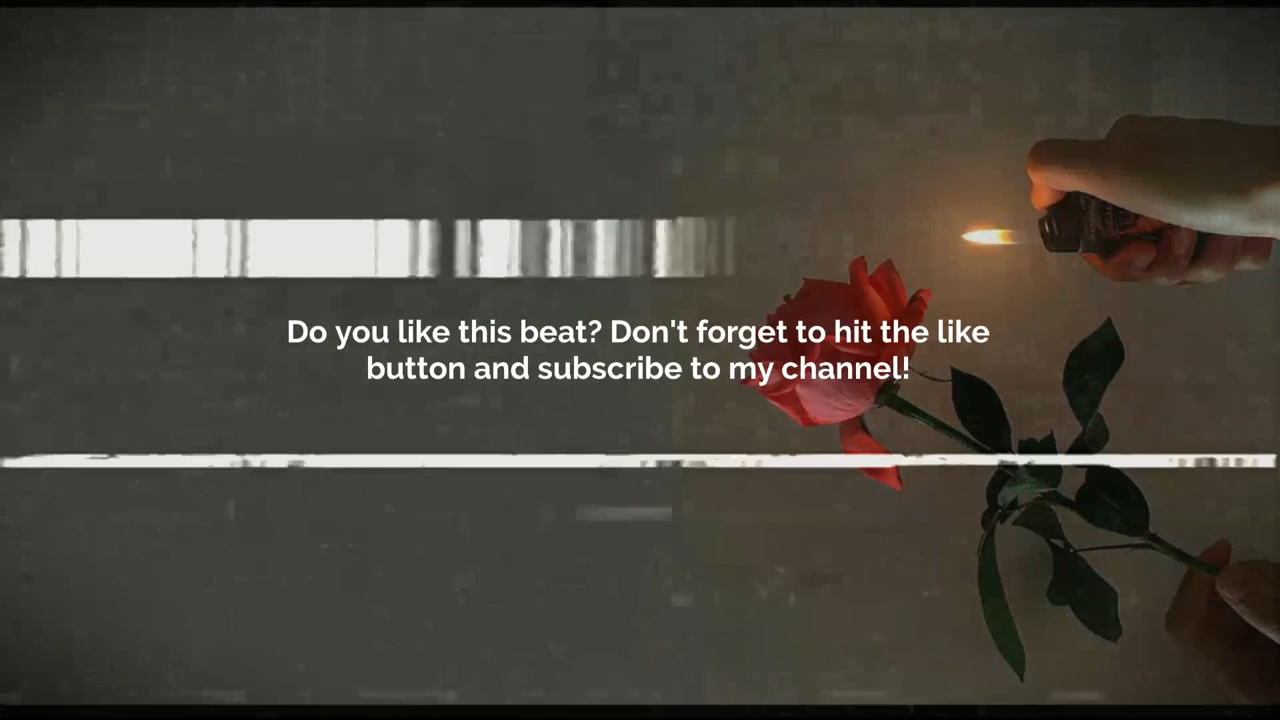 Do you like this beat? Don't forget to hit the like
button and subscribe to my channel!